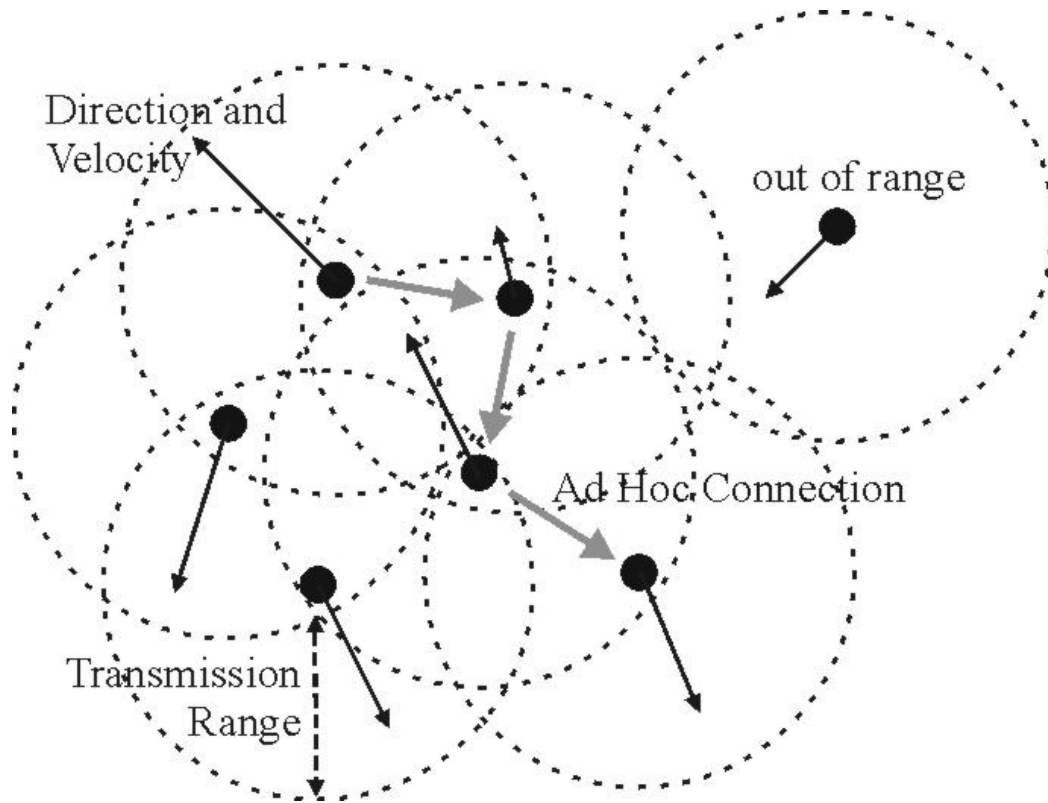 Direction and
Velocity
out of range
Ad Hoc Connection
Transmission
Range